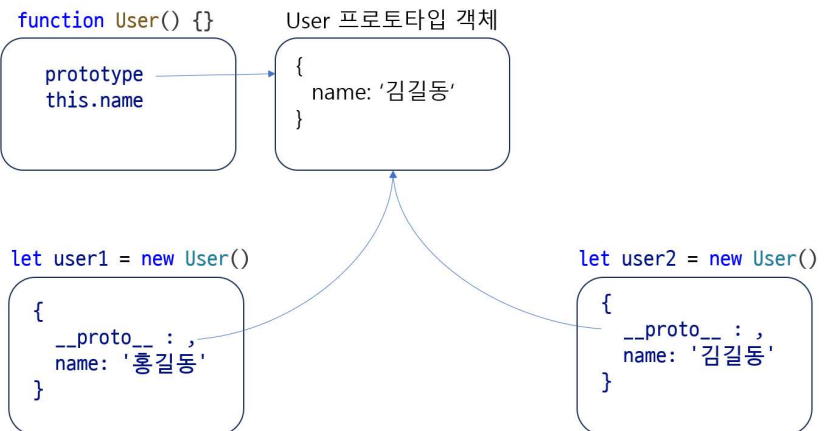 function User() {}
prototype
this.name
User 프로토타입 객체
{
name: ‘김길동‘
}
let user1 = new User()
{
__proto__ : ,
name: '홍길동'
}
let user2 = new User()
{
__proto__ : ,
name: '김길동'
}